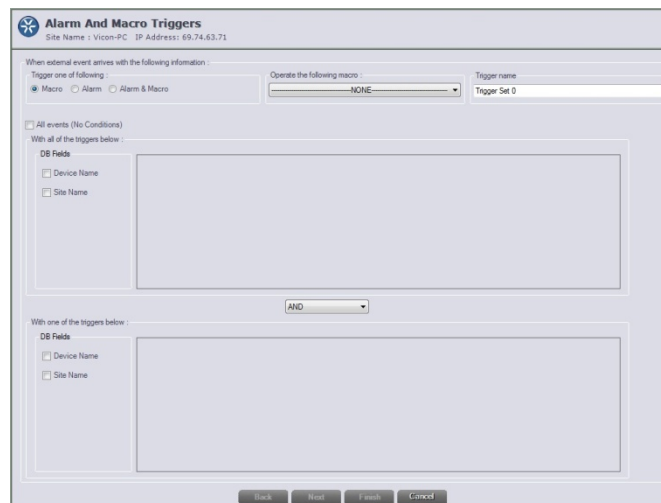 Alarm And Macro Triggers
Site Name : Vicon-PC IP Address: 69.74.63.71
When external event arrives with the following information :
Trigger one of following :
Macro Alarm Alarm & Macro
Operate the following macro :
NONE
Trigger name
Trigger Set 0
All events (No Conditions)
With all of the triggers below :
DB Fields
Device Name
Site Name
AND
With one of the triggers below :
DB Fields
Device Name
Site Name
Back Next Finish Cancel